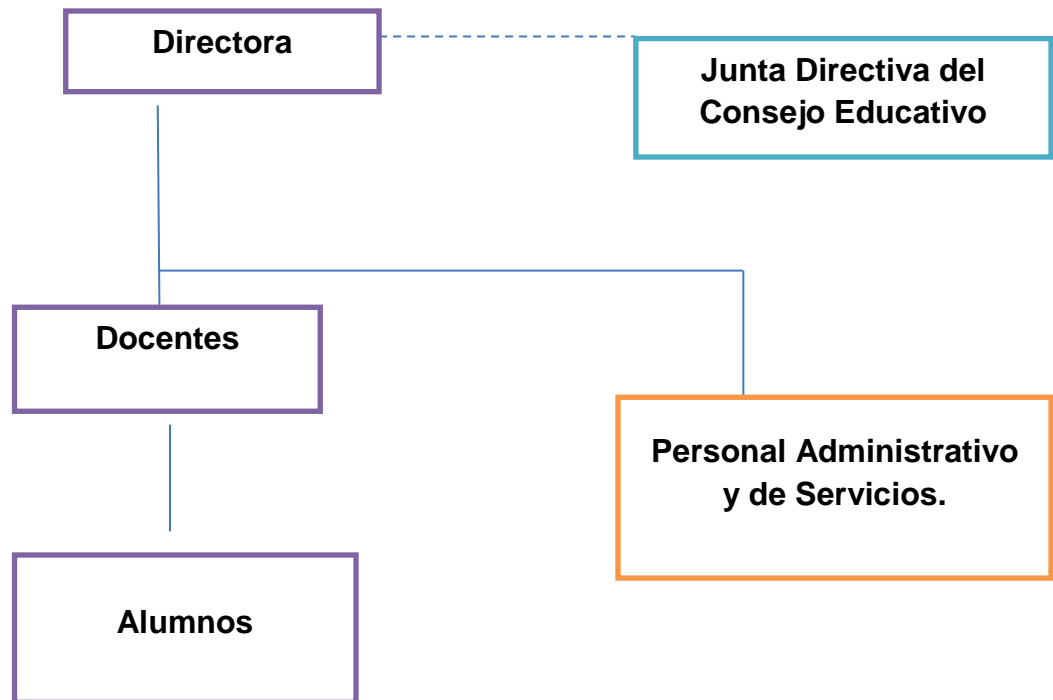 Directora
Junta Directiva del
Consejo Educativo
Docentes
Personal Administrativo
y de Servicios.
Alumnos